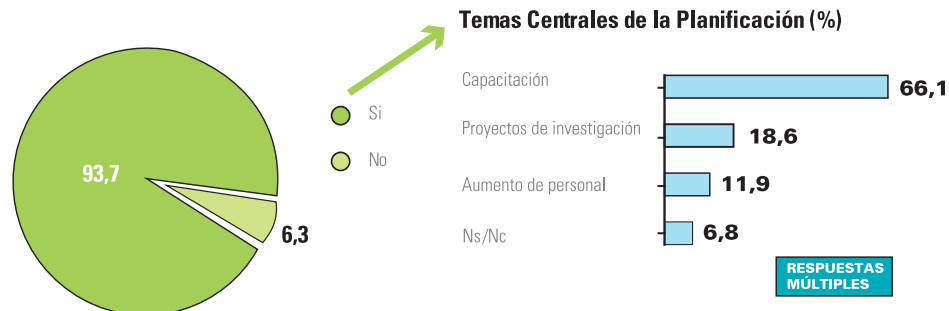 Temas Centrales de la Planificación (%)
93,7
6,3
Si
No
Capacitación
66,1
Proyectos de investigación
18,6
Aumento de personal
11,9
Ns/Nc
6,8
RESPUESTAS
MÚLTIPLES